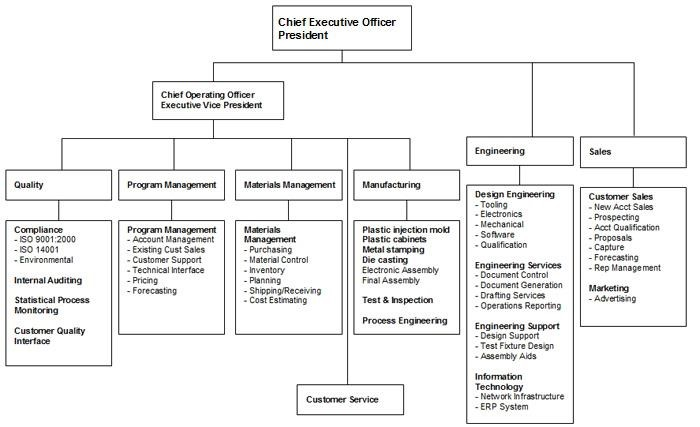 Chief Executive Officer
President
Chief Operating Officer
Executive Vice President
Engineering
Sales
Quality
Program Management
Materials Management
Manufacturing
Compliance
- ISO 9001:2000
- ISO 14001
- Environmental
Internal Auditing
Statistical Process
Monitoring
Customer Quality
Interface
Program Management
- Account Management
- Existing Cust Sales
- Customer Support
- Technical Interface
- Pricing
- Forecasting
Materials
Management
- Purchasing
- Material Control
- Inventory
- Planning
- Shipping/Receiving
- Cost Estimating
Plastic injection mold
Plastic cabinets
Metal stamping
Die casting
Electronic Assembly
Final Assembly
Test & Inspection
Process Engineering
Design Engineering
- Tooling
- Electronics
- Mechanical
- Software
- Qualification
Engineering Services
- Document Control
- Document Generation
- Drafting Services
- Operations Reporting
Engineering Support
- Design Support
- Test Fixture Design
- Assembly Aids
Information
Technology
- Network Infrastructure
- ERP System
Customer Sales
- New Acct Sales
- Prospecting
- Acct Qualification
- Proposals
- Capture
- Forecasting
- Rep Management
Marketing
- Advertising
Customer Service